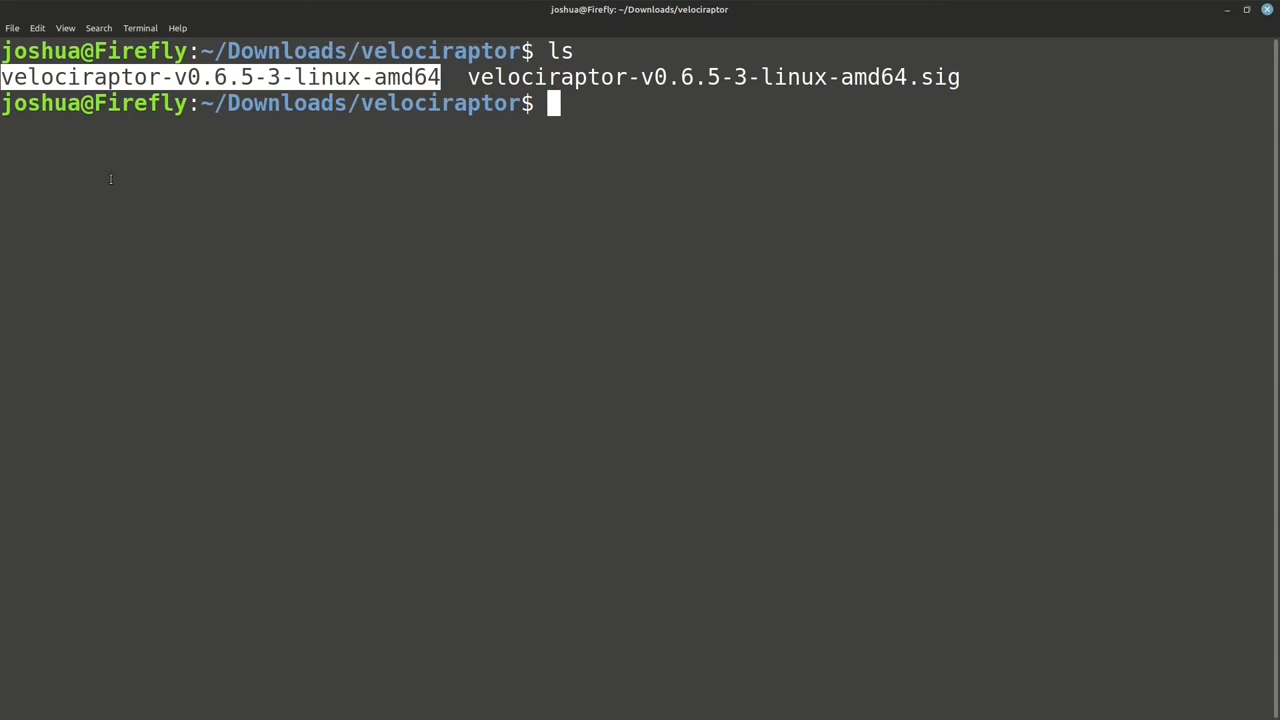 joshua@Firefly: ~/Downloads/velociraptor
File Edit View Search Terminal Help
joshua@Firefly:~/Downloads/velociraptor$ ls
velociraptor-v0.6.5-3-linux-amd64  velociraptor-v0.6.5-3-linux-amd64.sig
joshua@Firefly:~/Downloads/velociraptor$